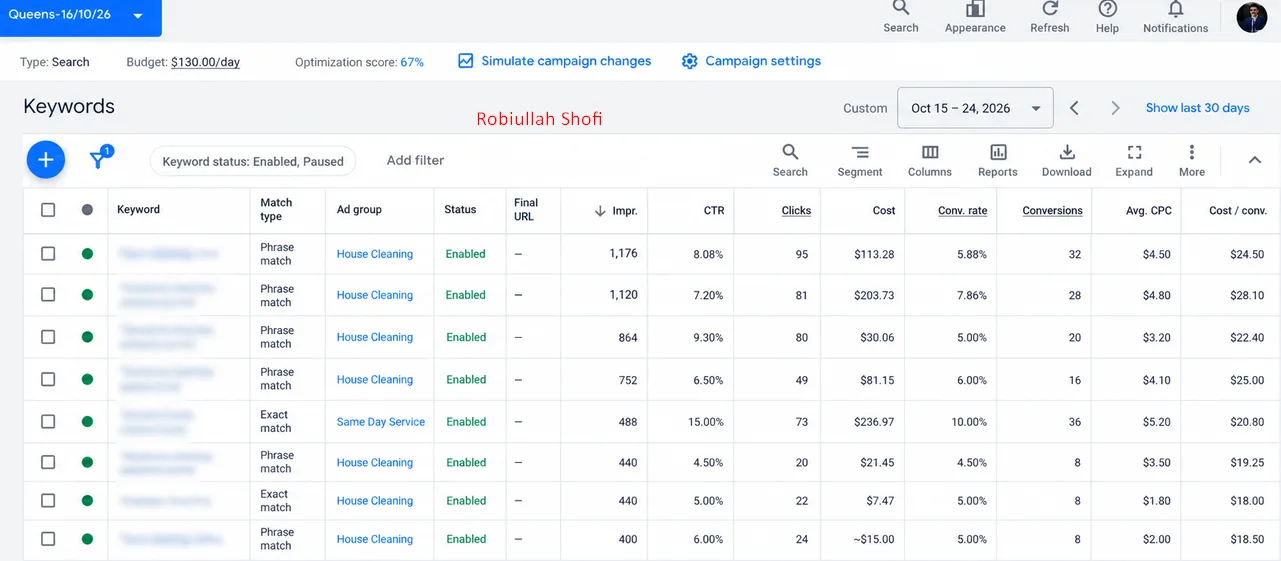 Queens-16/10/26
Search Appearance Refresh Help Notifications
Type: Search Budget: $130.00/day Optimization score: 67% Simulate campaign changes Campaign settings
Keywords
Robiullah Shofi
Custom Oct 15 – 24, 2026 Show last 30 days
1
Keyword status: Enabled, Paused Add filter
Search Segment Columns Reports Download Expand More
Keyword Match type Ad group Status Final URL Impr. CTR Clicks Cost Conv. rate Conversions Avg. CPC Cost / conv.
Phrase match House Cleaning Enabled – 1,176 8.08% 95 $113.28 5.88% 32 $4.50 $24.50
Phrase match House Cleaning Enabled – 1,120 7.20% 81 $203.73 7.86% 28 $4.80 $28.10
Phrase match House Cleaning Enabled – 864 9.30% 80 $30.06 5.00% 20 $3.20 $22.40
Phrase match House Cleaning Enabled – 752 6.50% 49 $81.15 6.00% 16 $4.10 $25.00
Exact match Same Day Service Enabled – 488 15.00% 73 $236.97 10.00% 36 $5.20 $20.80
Phrase match House Cleaning Enabled – 440 4.50% 20 $21.45 4.50% 8 $3.50 $19.25
Exact match House Cleaning Enabled – 440 5.00% 22 $7.47 5.00% 8 $1.80 $18.00
Phrase match House Cleaning Enabled – 400 6.00% 24 ~$15.00 5.00% 8 $2.00 $18.50